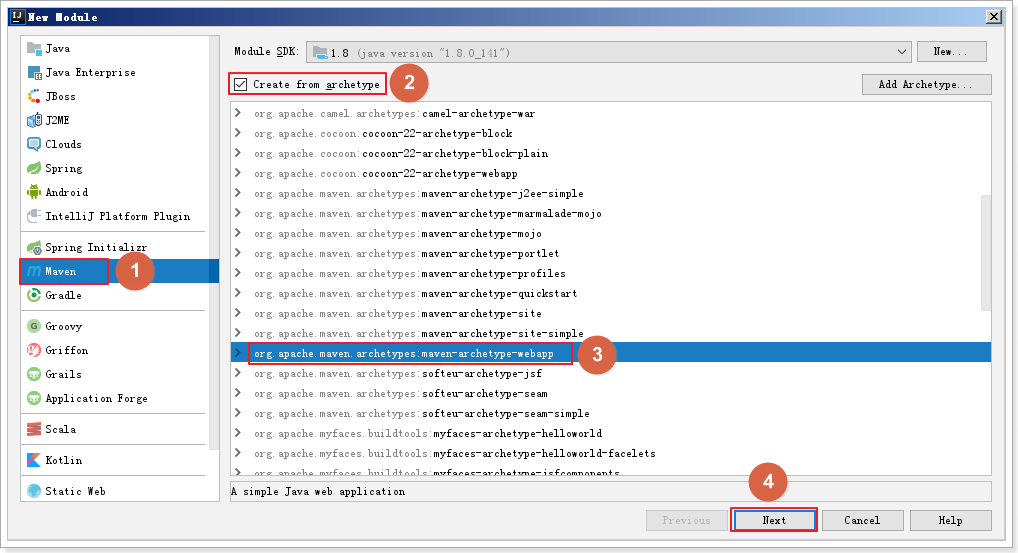 IJ New Module
Java
Java Enterprise
JBoss
J2ME
Clouds
Spring
Android
IntelliJ Platform Plugin
Spring Initializr
m Maven
1
Gradle
G Groovy
Griffon
Grails
Application Forge
Scala
Kotlin
Static Web
Module SDK: 1.8 (java version "1.8.0_141") New...
Create from archetype 2 Add Archetype...
org.apache.camel.archetypes:camel-archetype-war
org.apache.cocoon:cocoon-22-archetype-block
org.apache.cocoon:cocoon-22-archetype-block-plain
org.apache.cocoon:cocoon-22-archetype-webapp
org.apache.maven.archetypes:maven-archetype-j2ee-simple
org.apache.maven.archetypes:maven-archetype-marmalade-mojo
org.apache.maven.archetypes:maven-archetype-mojo
org.apache.maven.archetypes:maven-archetype-portlet
org.apache.maven.archetypes:maven-archetype-profiles
org.apache.maven.archetypes:maven-archetype-quickstart
org.apache.maven.archetypes:maven-archetype-site
org.apache.maven.archetypes:maven-archetype-site-simple
org.apache.maven.archetypes:maven-archetype-webapp 3
org.apache.maven.archetypes:softeu-archetype-jsf
org.apache.maven.archetypes:softeu-archetype-seam
org.apache.maven.archetypes:softeu-archetype-seam-simple
org.apache.myfaces.buildtools:myfaces-archetype-helloworld
org.apache.myfaces.buildtools:myfaces-archetype-helloworld-facelets
org.apache.myfaces.buildtools:myfaces-archetype-jsfcomponents
A simple Java web application
4
Previous Next Cancel Help